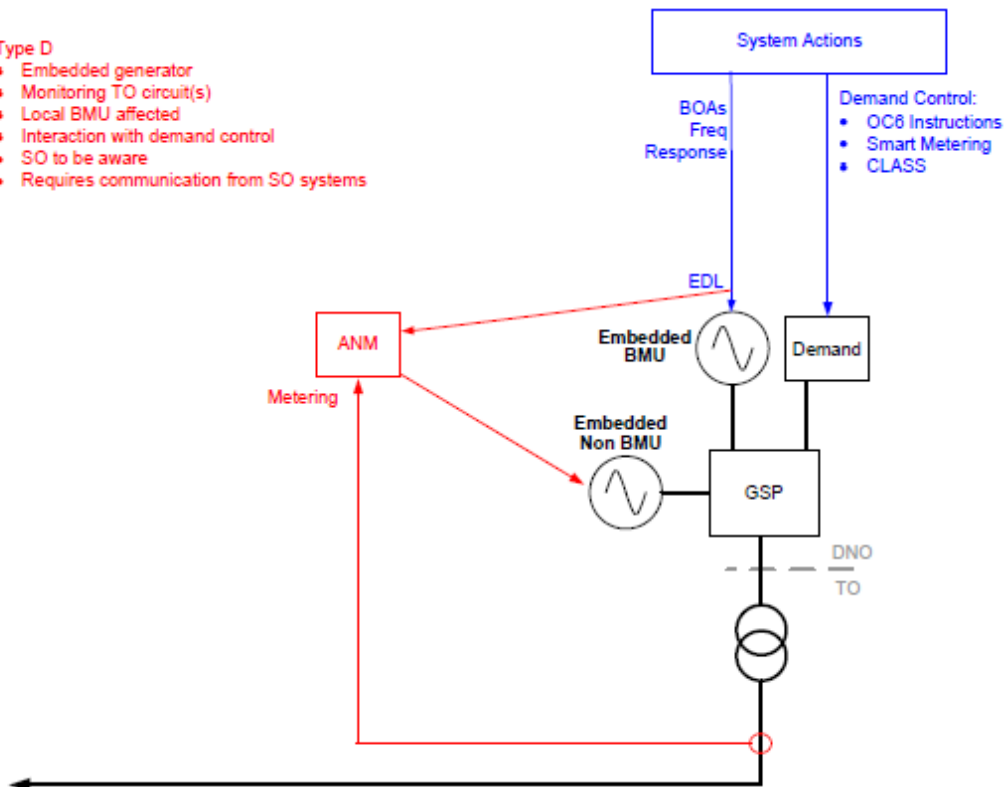 Type D
• Embedded generator
• Monitoring TO circuit(s)
• Local BMU affected
• Interaction with demand control
• SO to be aware
• Requires communication from SO systems
System Actions
BOAs
Freq
Response
Demand Control:
• OC6 Instructions
• Smart Metering
• CLASS
EDL
ANM
Embedded
BMU
Demand
Metering
Embedded
Non BMU
GSP
DNO
TO